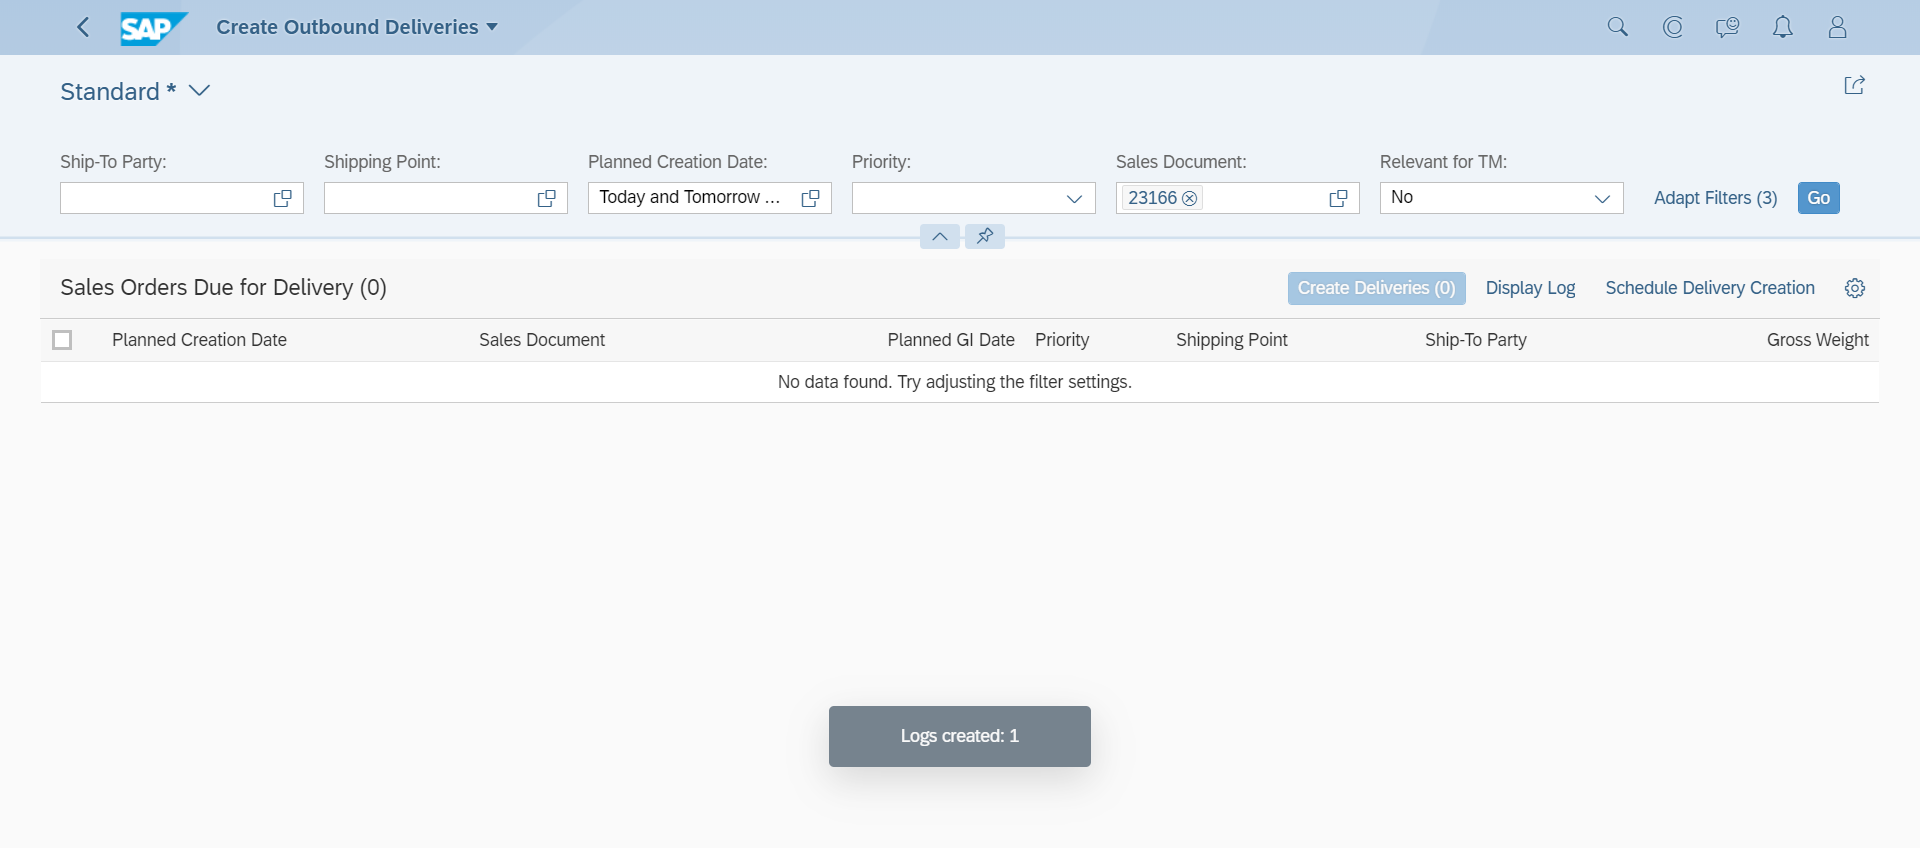 SAP Create Outbound Deliveries
Standard *
Ship-To Party: Shipping Point: Planned Creation Date: Priority: Sales Document: Relevant for TM:
Today and Tomorrow ... 23166 No Adapt Filters (3) Go
Sales Orders Due for Delivery (0) Create Deliveries (0) Display Log Schedule Delivery Creation
Planned Creation Date Sales Document Planned GI Date Priority Shipping Point Ship-To Party Gross Weight
No data found. Try adjusting the filter settings.
Logs created: 1